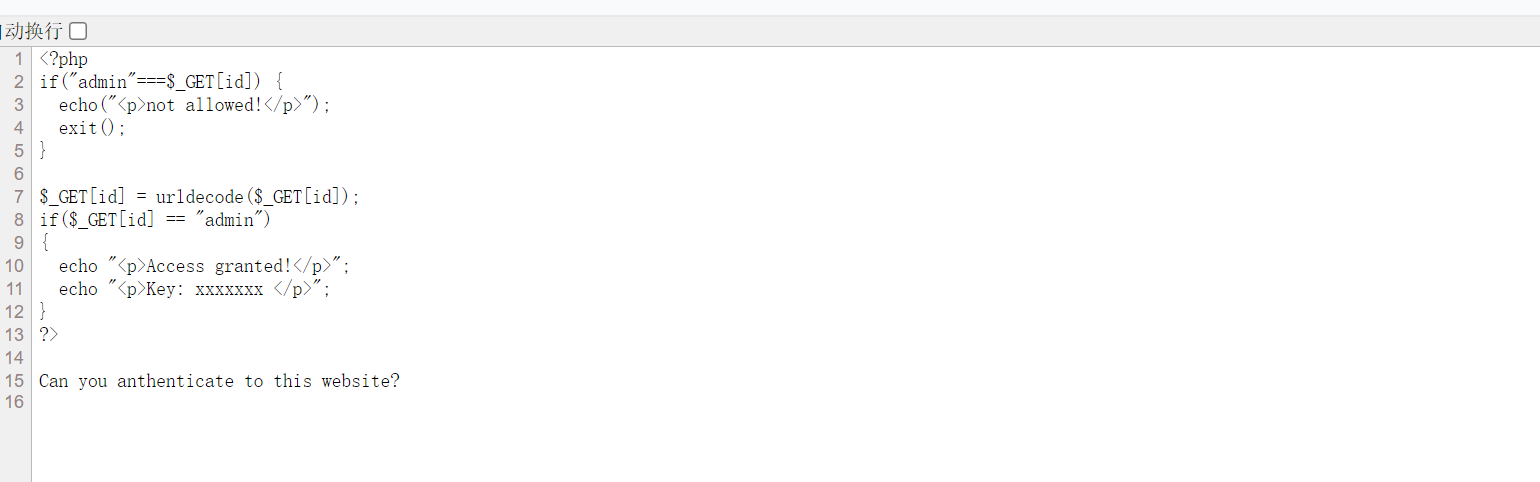 自动换行
1 <?php
2 if("admin"===$_GET[id]) {
3   echo("<p>not allowed!</p>");
4   exit();
5 }
6
7 $_GET[id] = urldecode($_GET[id]);
8 if($_GET[id] == "admin")
9 {
10   echo "<p>Access granted!</p>";
11   echo "<p>Key: xxxxxxx </p>";
12 }
13 ?>
14
15 Can you anthenticate to this website?
16